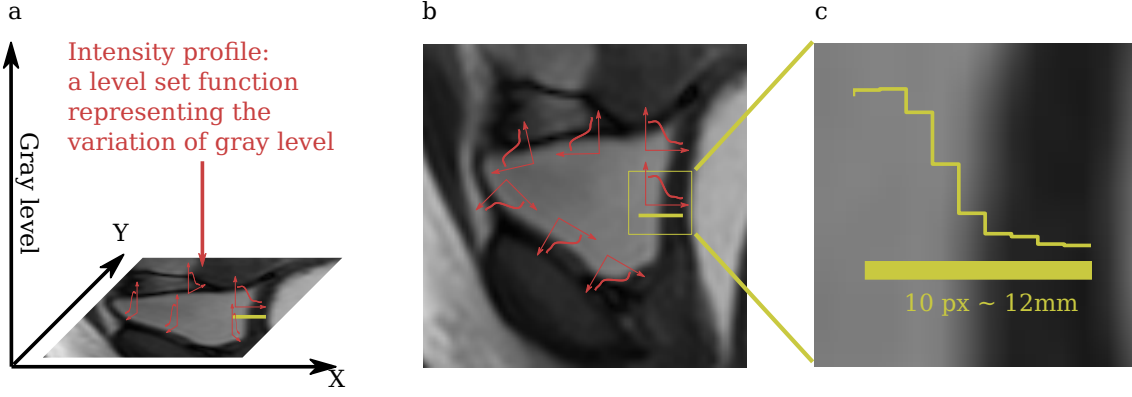 a
b
c
Intensity profile:
a level set function
representing the
variation of gray level
Gray level
Y
X
10 px ~ 12mm